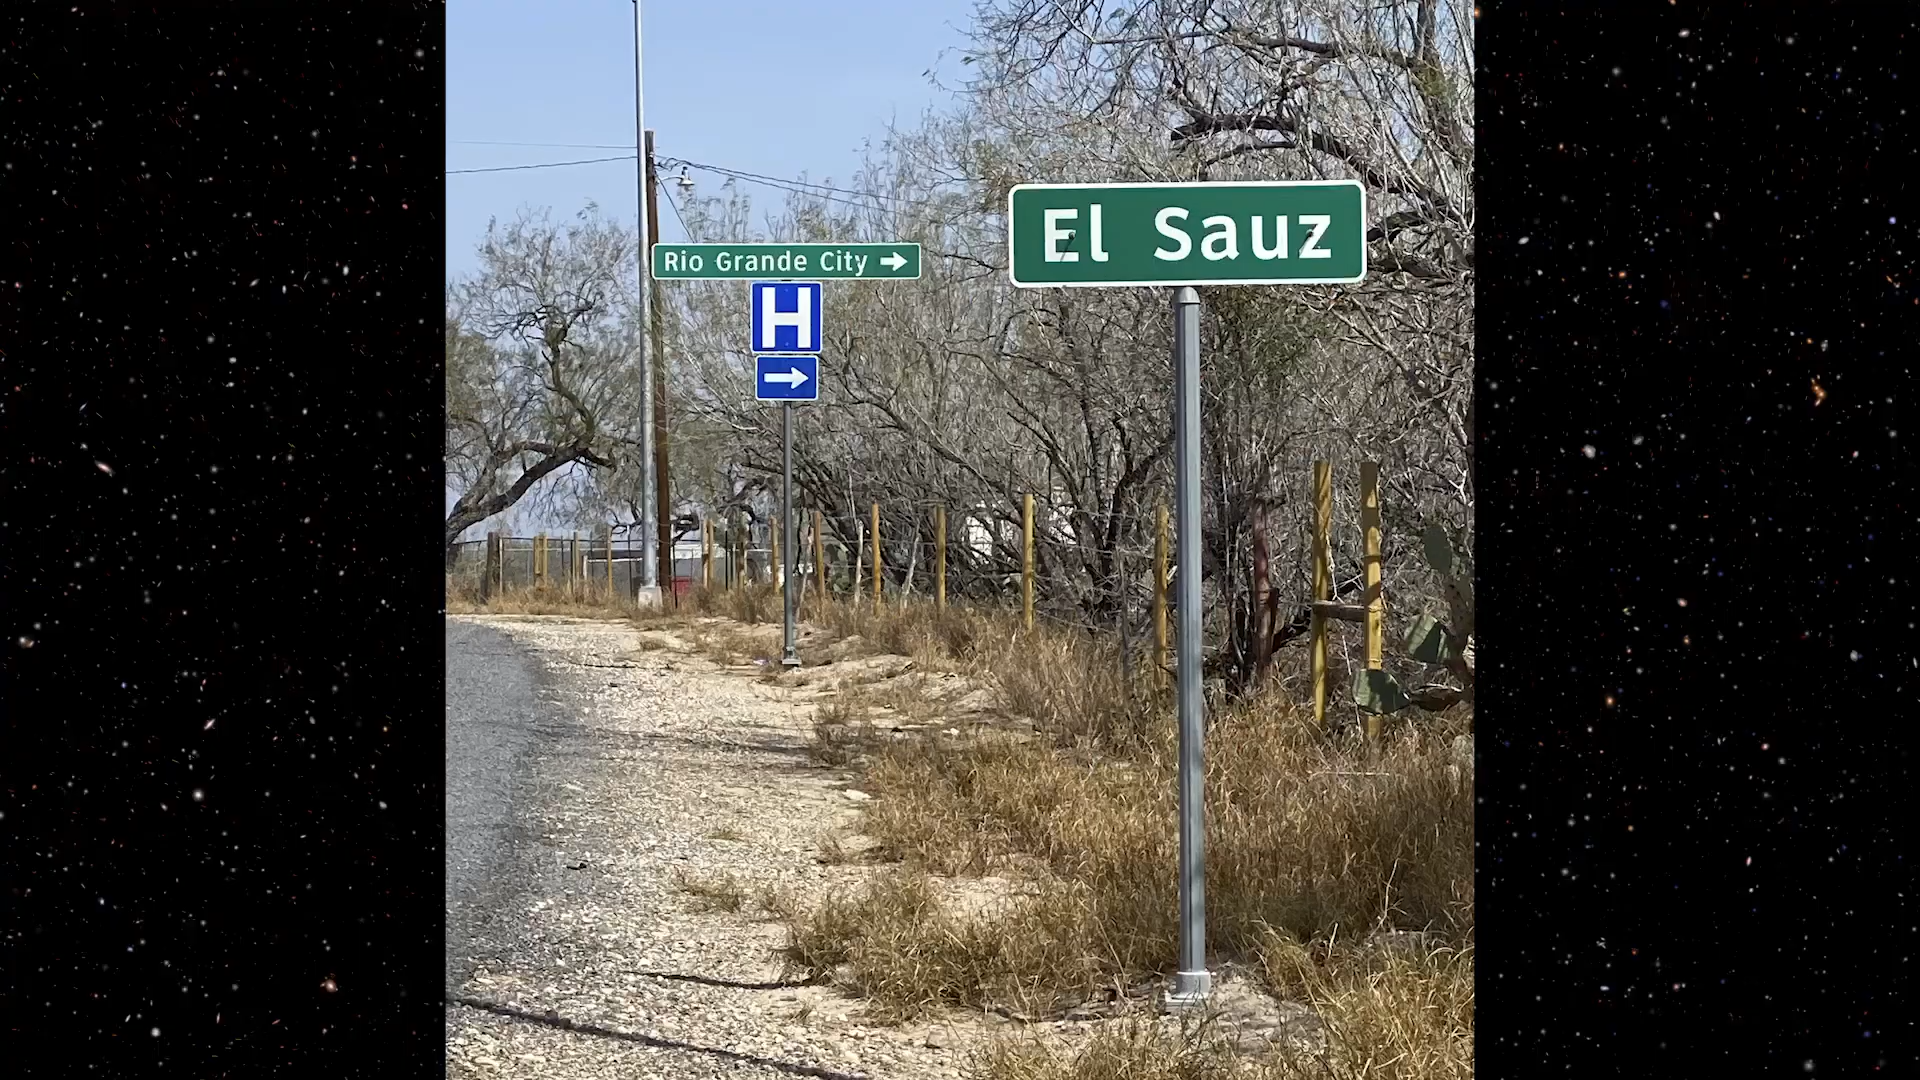 El Sauz
Rio Grande City →
H
→